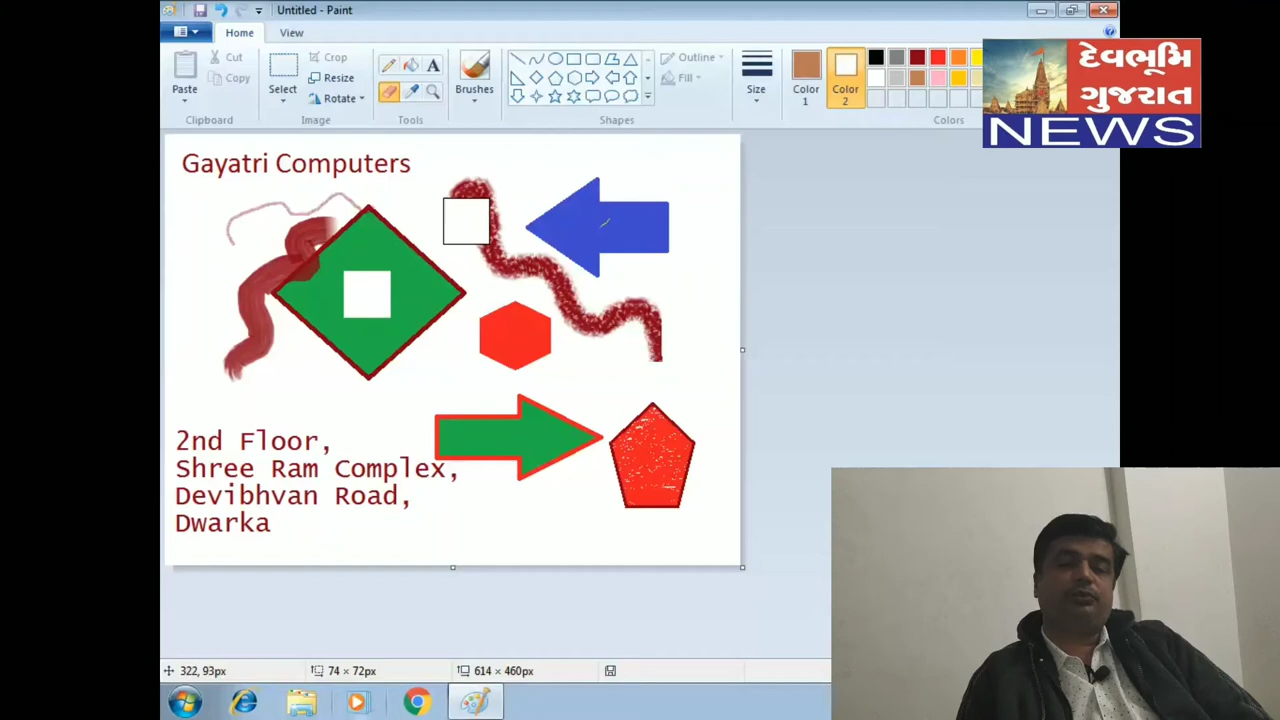 Untitled - Paint
Home
View
Paste
Cut
Copy
Clipboard
Select
Crop
Resize
Rotate
Image
A
Tools
Brushes
Outline
Fill
Shapes
Size
Color
1
Color
2
Colors
દેવભૂમિ
ગુજરાત
NEWS
Gayatri Computers
2nd Floor,
Shree Ram Complex,
Devibhvan Road,
Dwarka
322, 93px
74 × 72px
614 × 460px